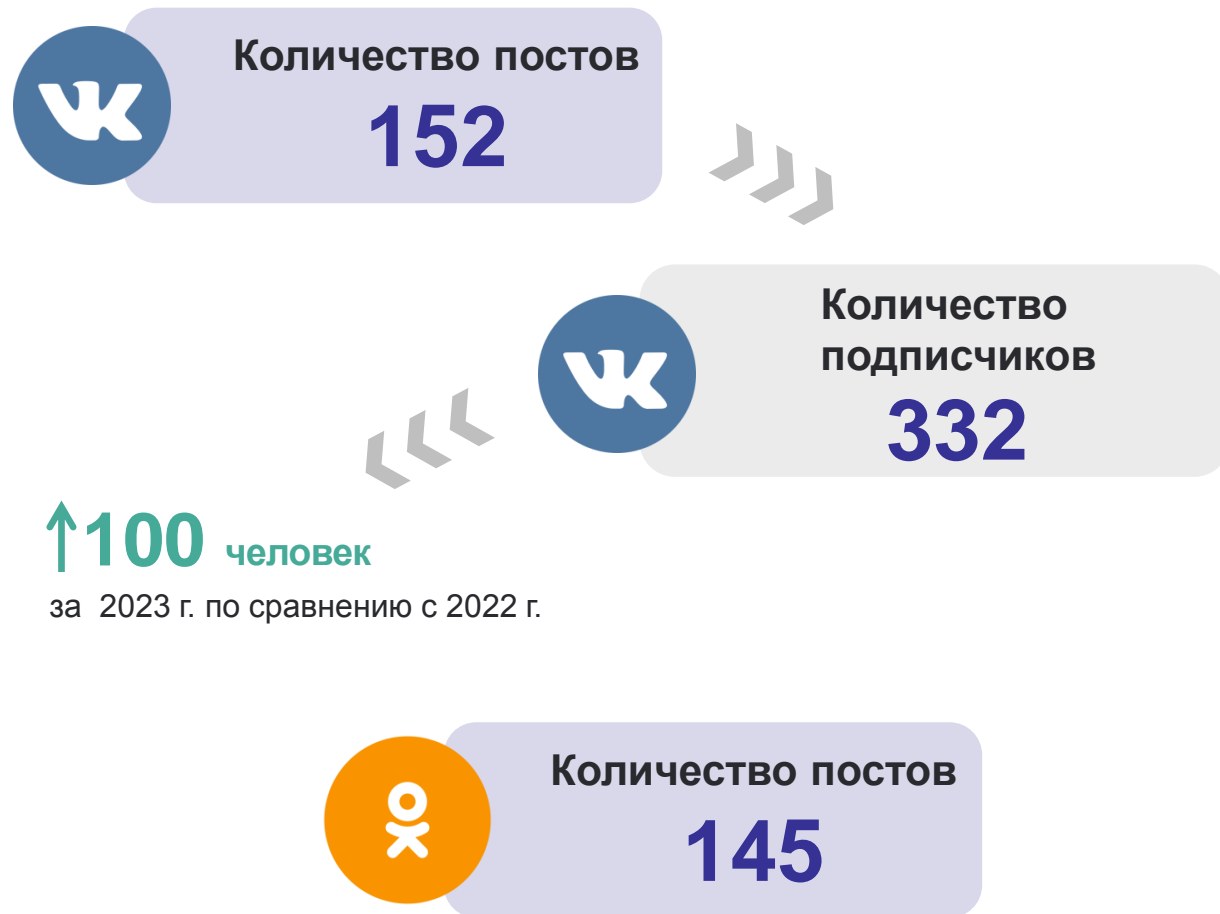 Количество постов
152
Количество
подписчиков
332
↑100 человек
за 2023 г. по сравнению с 2022 г.
Количество постов
145